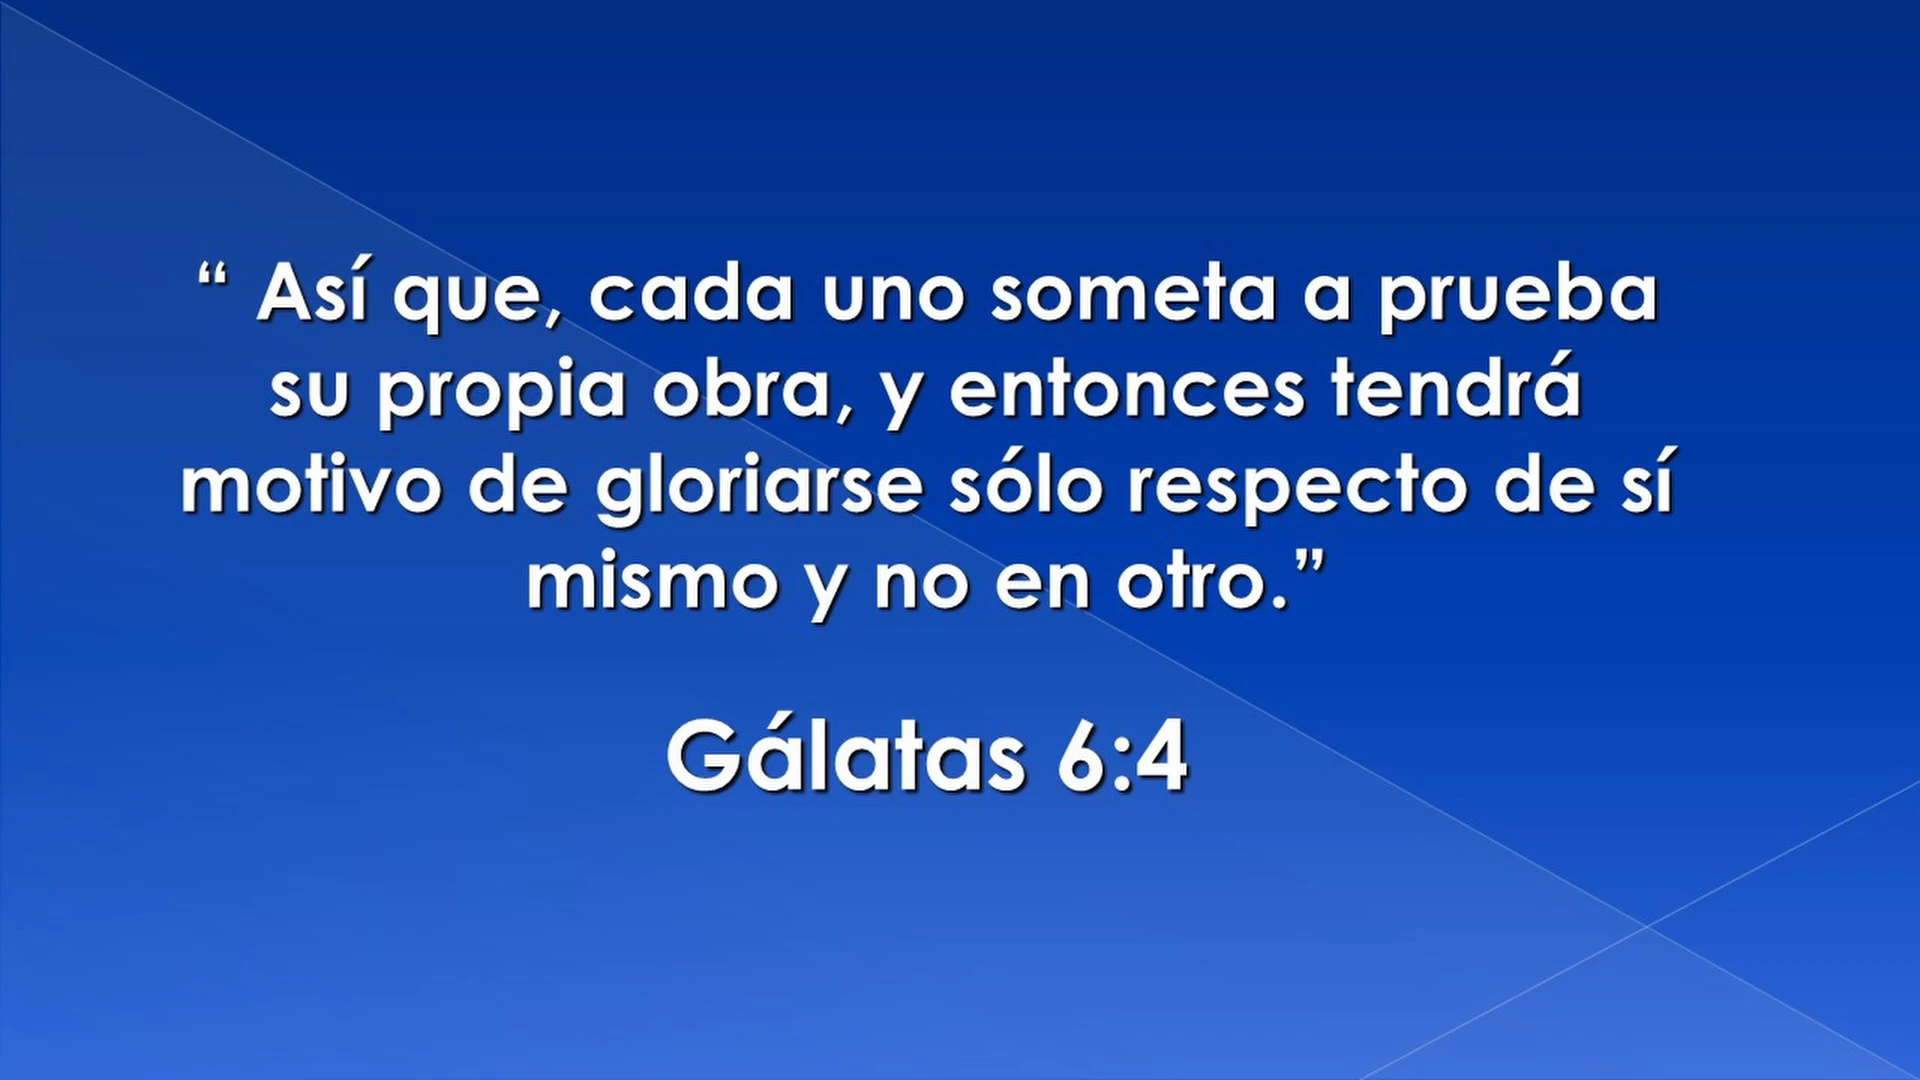 “ Así que, cada uno someta a prueba
su propia obra, y entonces tendrá
motivo de gloriarse sólo respecto de sí
mismo y no en otro.”
Gálatas 6:4